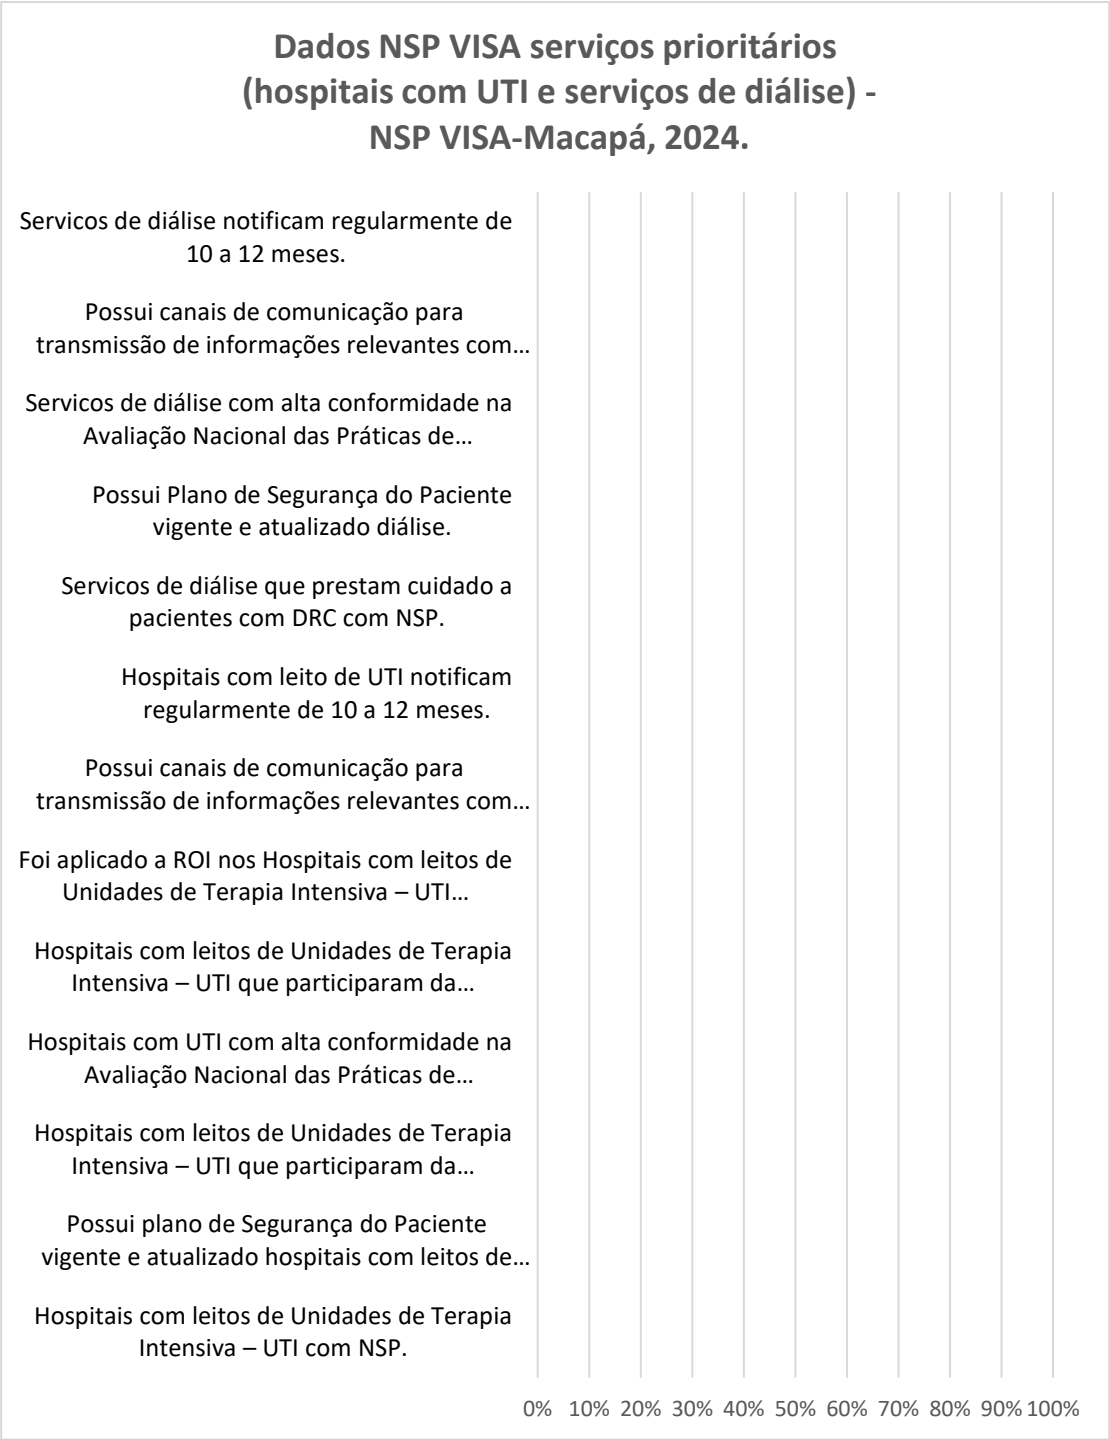 Dados NSP VISA serviços prioritários
(hospitais com UTI e serviços de diálise) -
NSP VISA-Macapá, 2024.
Servicos de diálise notificam regularmente de
10 a 12 meses.
Possui canais de comunicação para
transmissão de informações relevantes com...
Servicos de diálise com alta conformidade na
Avaliação Nacional das Práticas de...
Possui Plano de Segurança do Paciente
vigente e atualizado diálise.
Servicos de diálise que prestam cuidado a
pacientes com DRC com NSP.
Hospitais com leito de UTI notificam
regularmente de 10 a 12 meses.
Possui canais de comunicação para
transmissão de informações relevantes com...
Foi aplicado a ROI nos Hospitais com leitos de
Unidades de Terapia Intensiva – UTI...
Hospitais com leitos de Unidades de Terapia
Intensiva – UTI que participaram da...
Hospitais com UTI com alta conformidade na
Avaliação Nacional das Práticas de...
Hospitais com leitos de Unidades de Terapia
Intensiva – UTI que participaram da...
Possui plano de Segurança do Paciente
vigente e atualizado hospitais com leitos de...
Hospitais com leitos de Unidades de Terapia
Intensiva – UTI com NSP.
0% 10% 20% 30% 40% 50% 60% 70% 80% 90% 100%